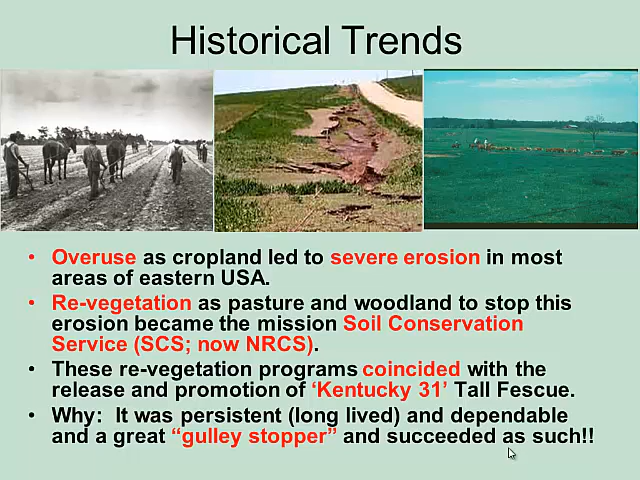 Historical Trends
• Overuse as cropland led to severe erosion in most
areas of eastern USA.
• Re-vegetation as pasture and woodland to stop this
erosion became the mission Soil Conservation
Service (SCS; now NRCS).
• These re-vegetation programs coincided with the
release and promotion of ‘Kentucky 31’ Tall Fescue.
• Why:  It was persistent (long lived) and dependable
and a great “gulley stopper” and succeeded as such!!